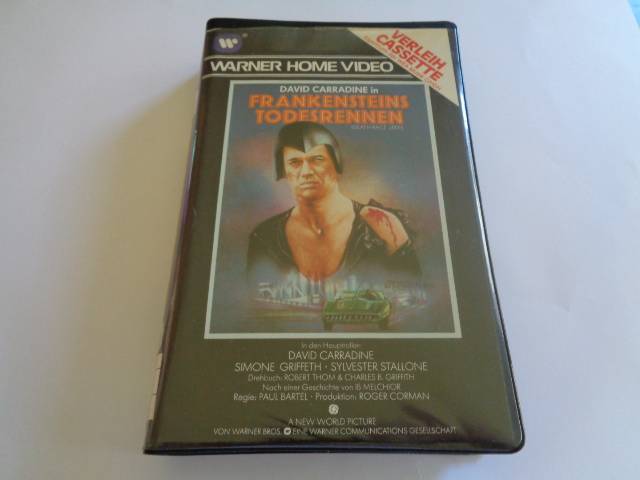 VERLEIH
CASSETTE
WARNER HOME VIDEO
DAVID CARRADINE in
FRANKENSTEINS
TODESRENNEN
(DEATH RACE 2000)
In den Hauptrollen
DAVID CARRADINE
SIMONE GRIFFETH · SYLVESTER STALLONE
Drehbuch: ROBERT THOM & CHARLES B. GRIFFITH
Nach einer Geschichte von IB MELCHIOR
Regie: PAUL BARTEL · Produktion: ROGER CORMAN
A NEW WORLD PICTURE
VON WARNER BROS. EINE WARNER COMMUNICATIONS GESELLSCHAFT